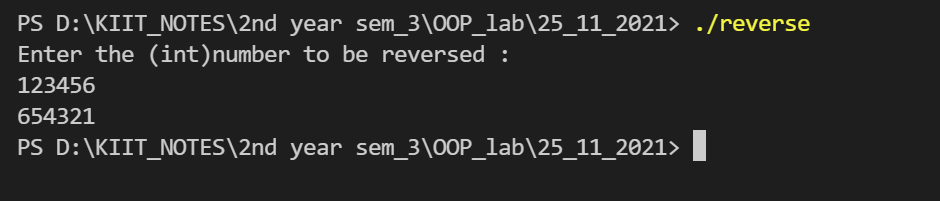 PS D:\KIIT_NOTES\2nd year sem_3\OOP_lab\25_11_2021> ./reverse
Enter the (int)number to be reversed :
123456
654321
PS D:\KIIT_NOTES\2nd year sem_3\OOP_lab\25_11_2021>